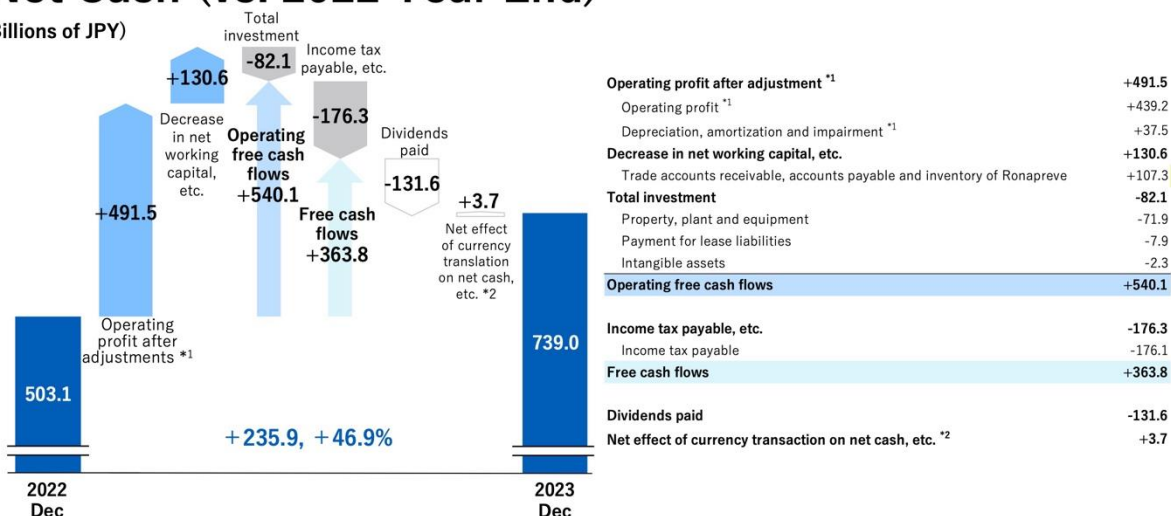 Net Cash (vs. 2022 Year End)
Billions of JPY)
Total
investment
-82.1
+130.6
Income tax
payable, etc.
-176.3
Decrease
in net
working
capital,
etc.
Operating
free cash
flows
+540.1
Dividends
paid
-131.6
+491.5
Free cash
flows
+363.8
+3.7
Net effect
of currency
translation
on net cash,
etc. *2
Operating
profit after
adjustments *1
503.1
739.0
+235.9, +46.9%
2022
Dec
2023
Dec
Operating profit after adjustment *1 +491.5
Operating profit *1 +439.2
Depreciation, amortization and impairment *1 +37.5
Decrease in net working capital, etc. +130.6
Trade accounts receivable, accounts payable and inventory of Ronapreve +107.3
Total investment -82.1
Property, plant and equipment -71.9
Payment for lease liabilities -7.9
Intangible assets -2.3
Operating free cash flows +540.1
Income tax payable, etc. -176.3
Income tax payable -176.1
Free cash flows +363.8
Dividends paid -131.6
Net effect of currency transaction on net cash, etc. *2 +3.7